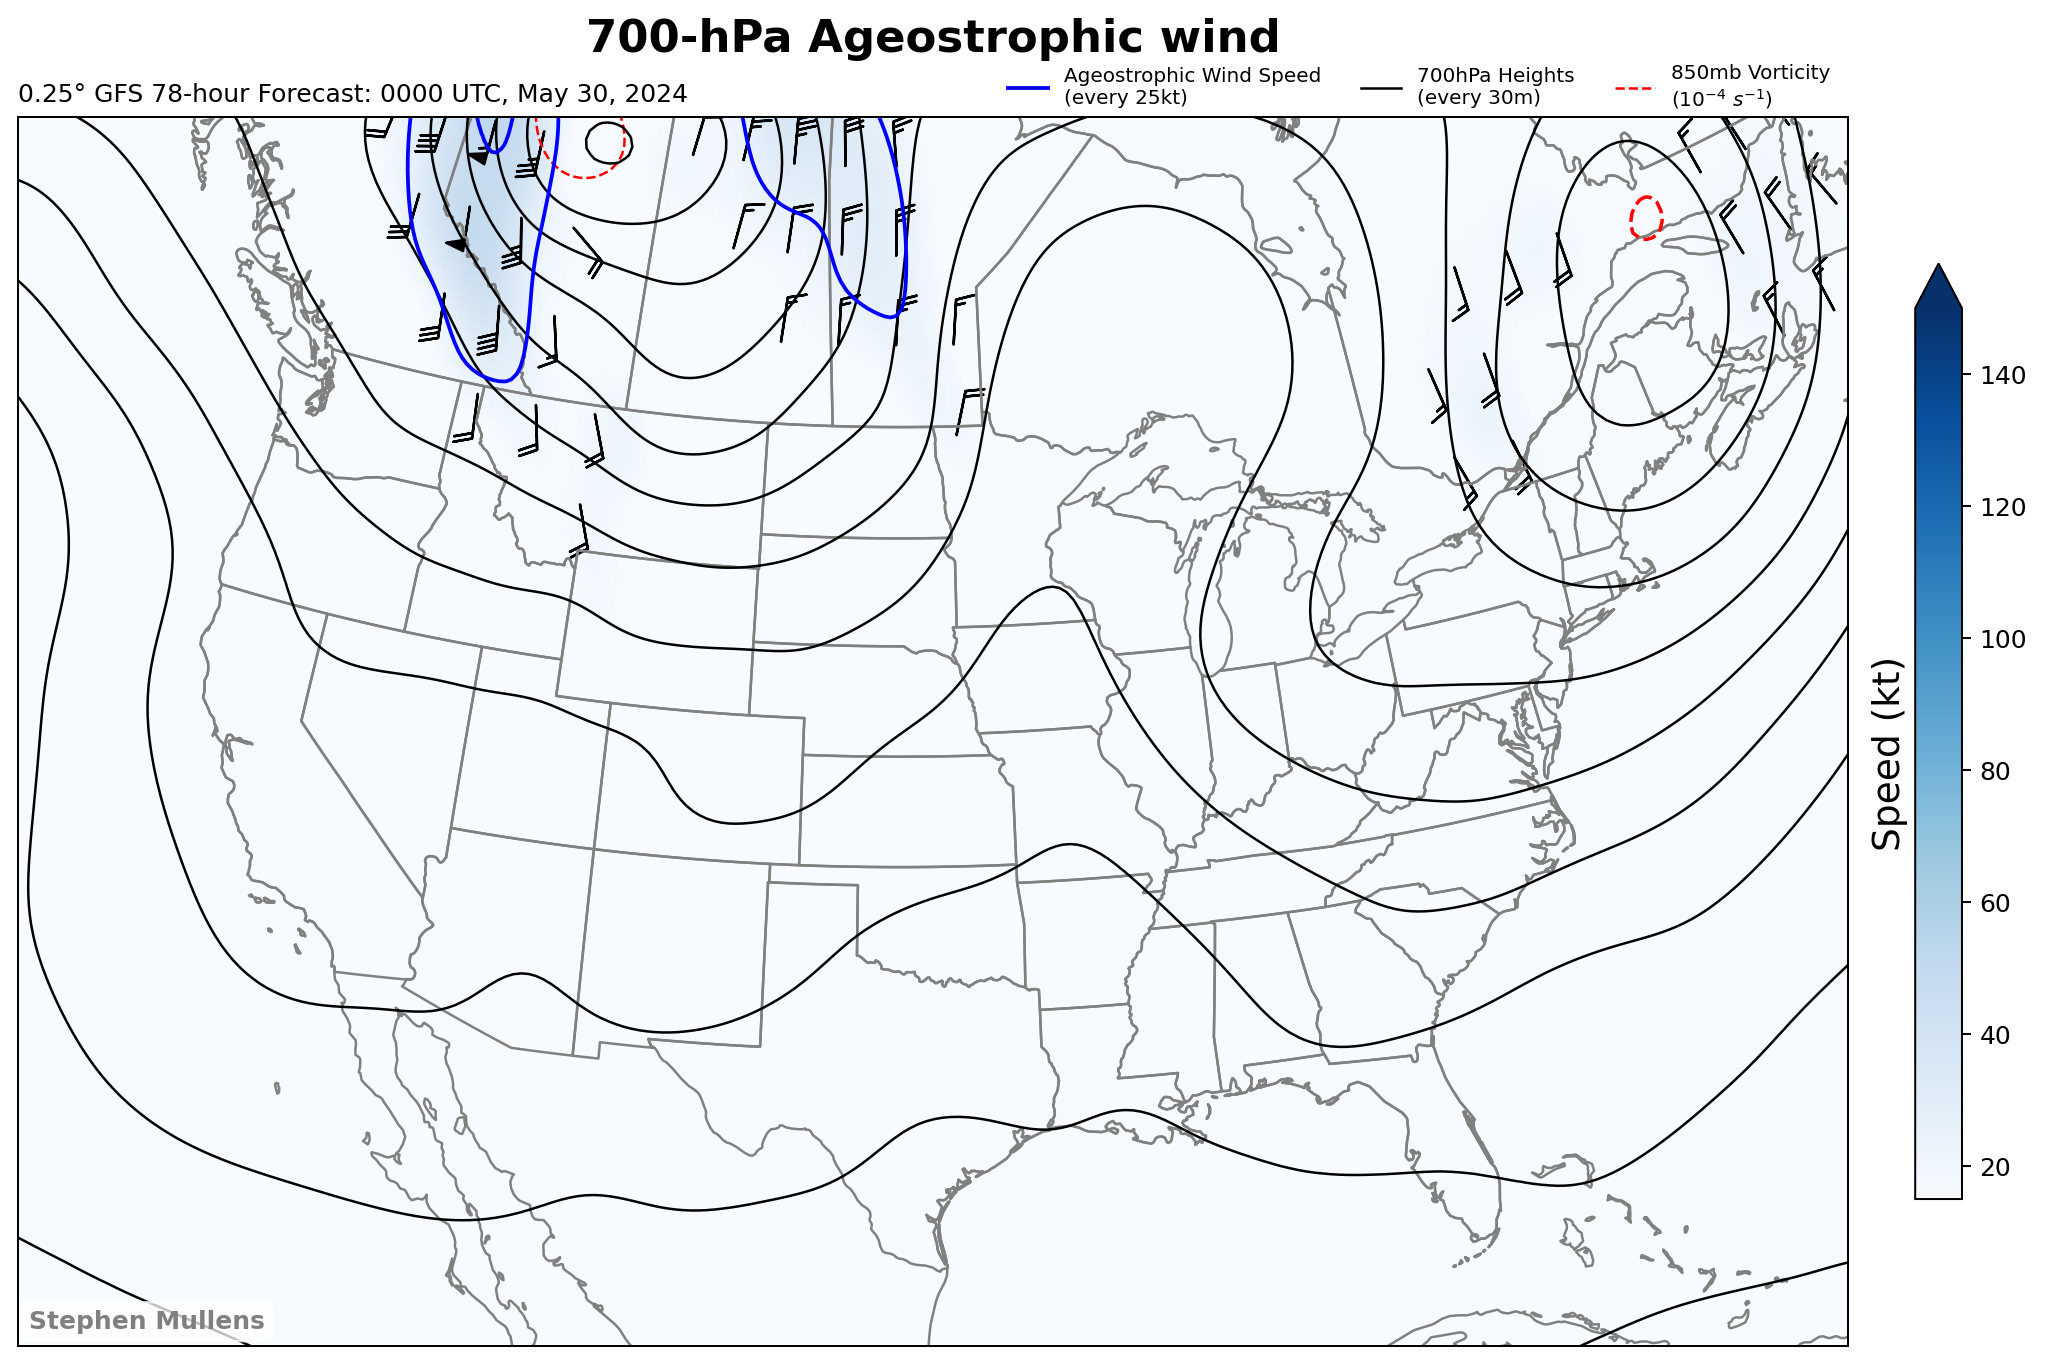 700-hPa Ageostrophic wind
0.25° GFS 78-hour Forecast: 0000 UTC, May 30, 2024
Ageostrophic Wind Speed
(every 25kt)
700hPa Heights
(every 30m)
850mb Vorticity
(10⁻⁴ s⁻¹)
140
120
100
80
60
40
20
Speed (kt)
Stephen Mullens